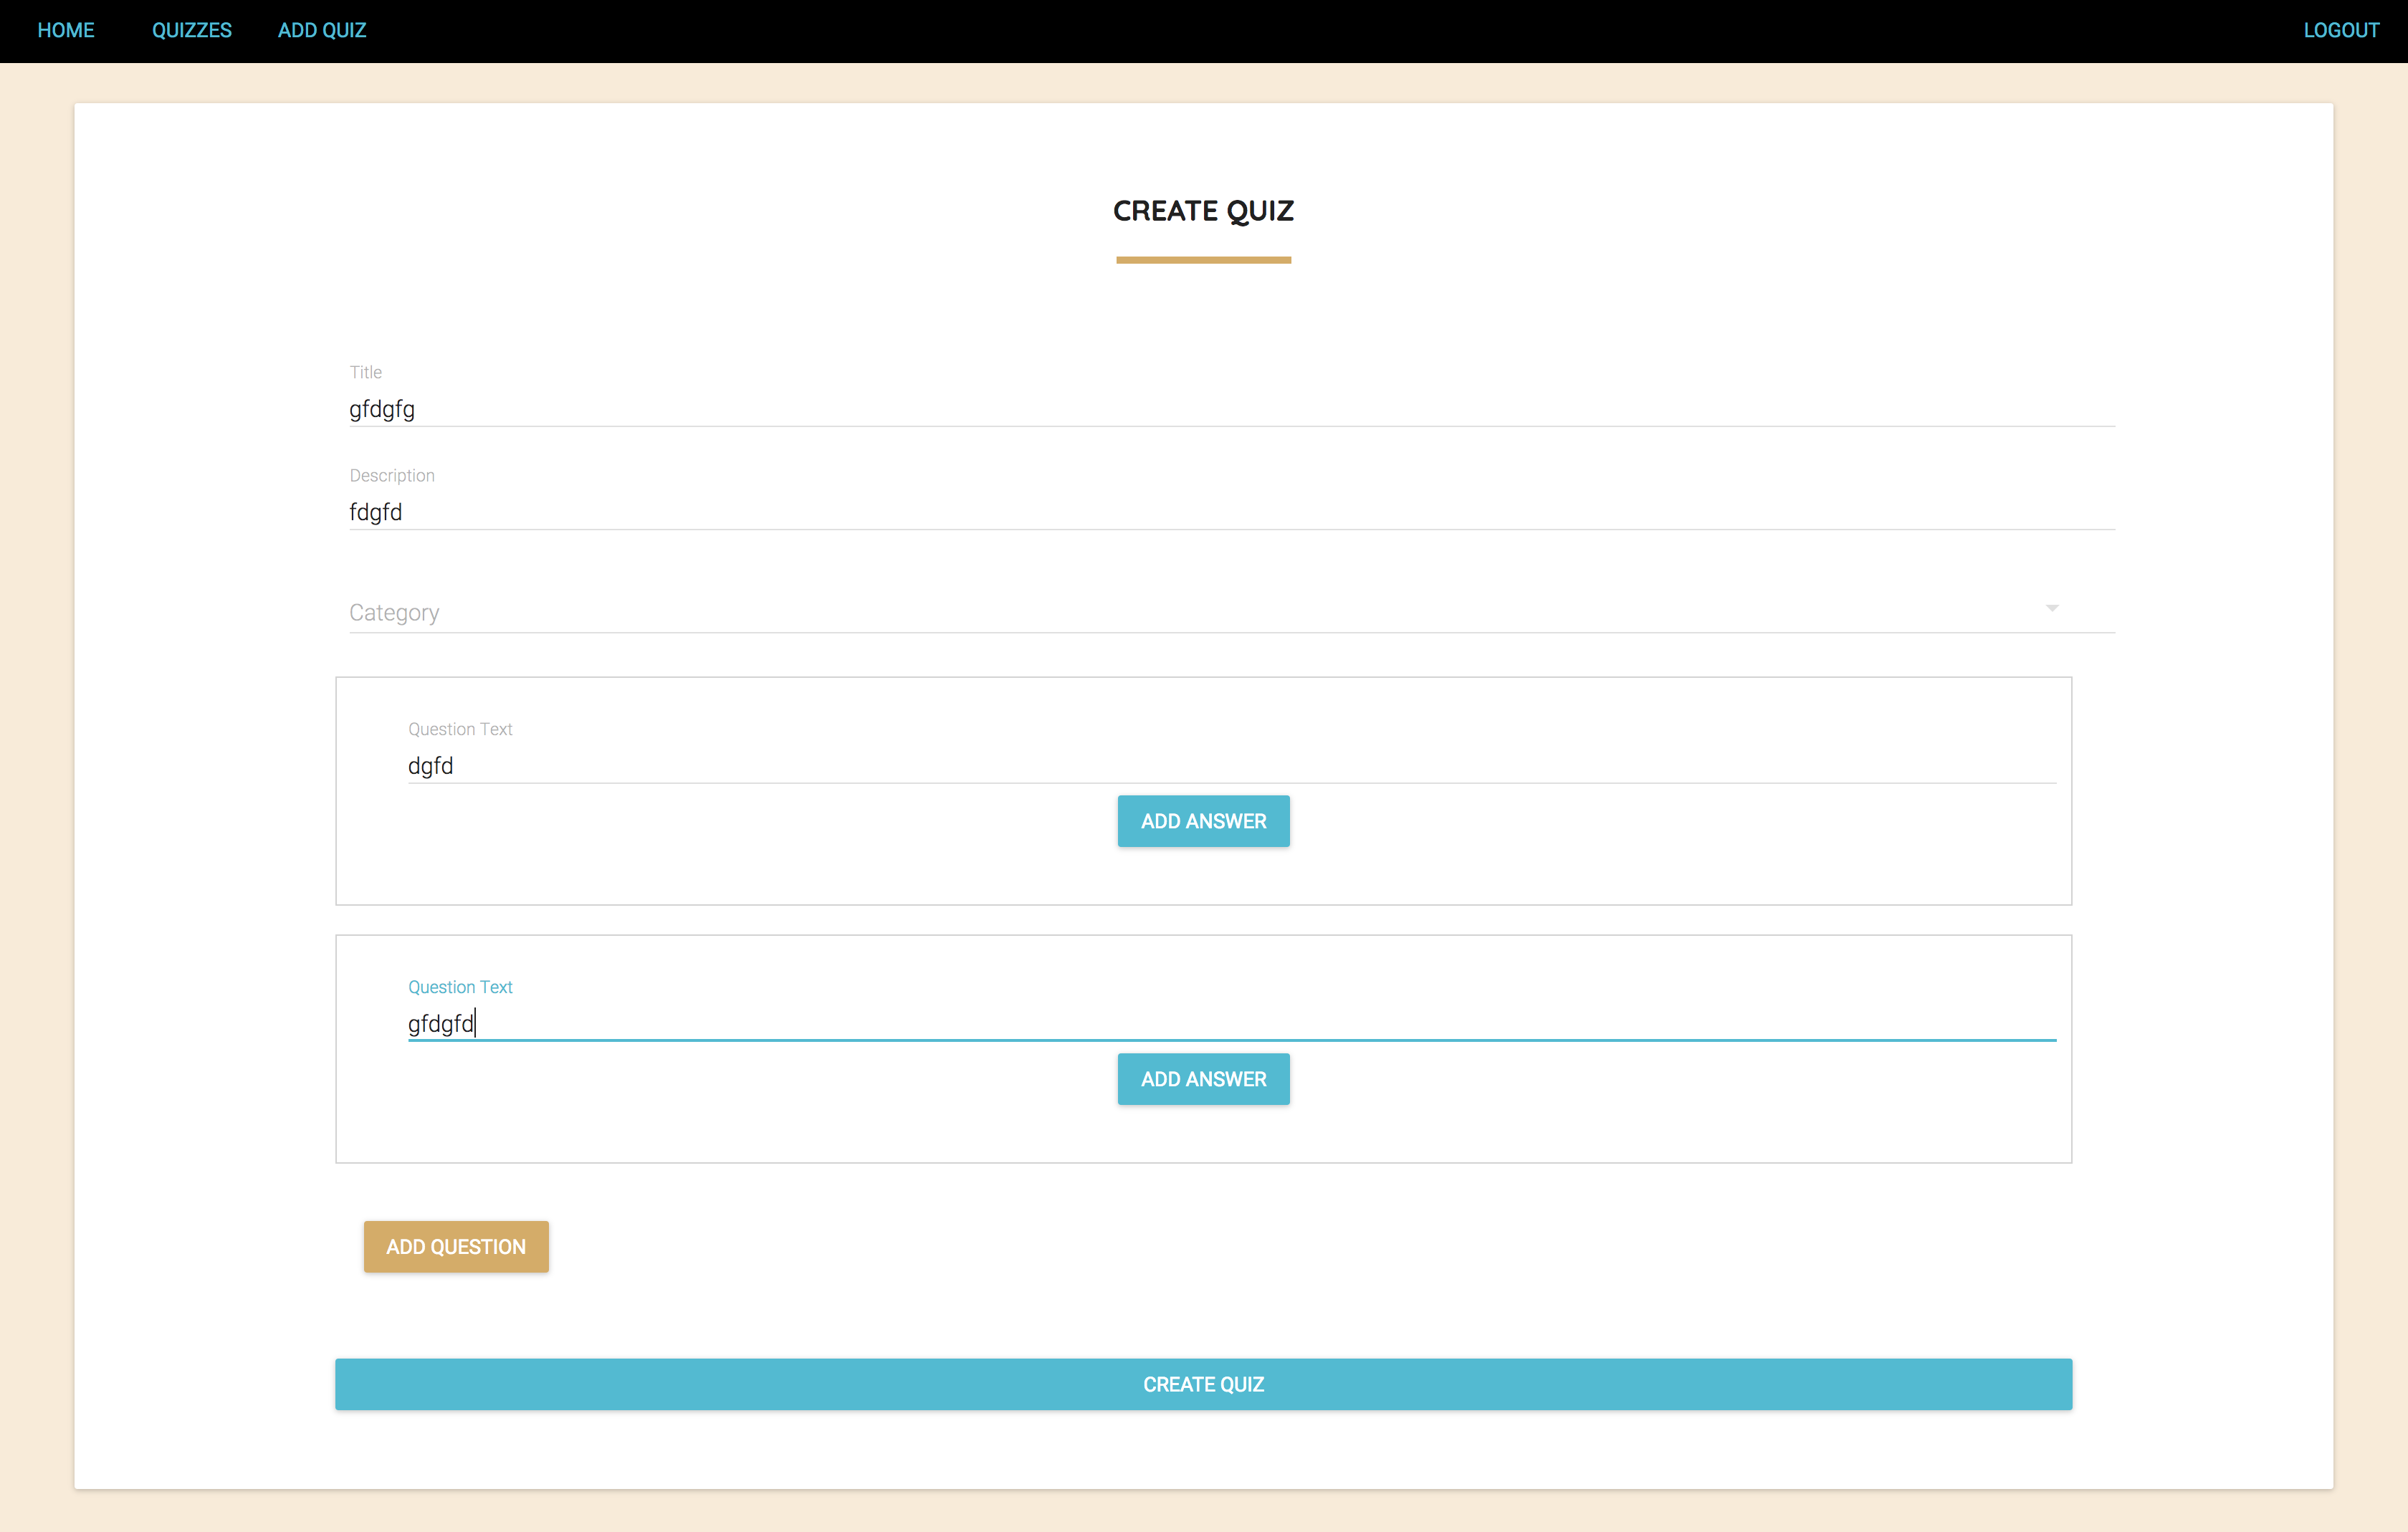 HOME QUIZZES ADD QUIZ LOGOUT
CREATE QUIZ
Title
gfdgfg
Description
fdgfd
Category
Question Text
dgfd
ADD ANSWER
Question Text
gfdgfd
ADD ANSWER
ADD QUESTION
CREATE QUIZ